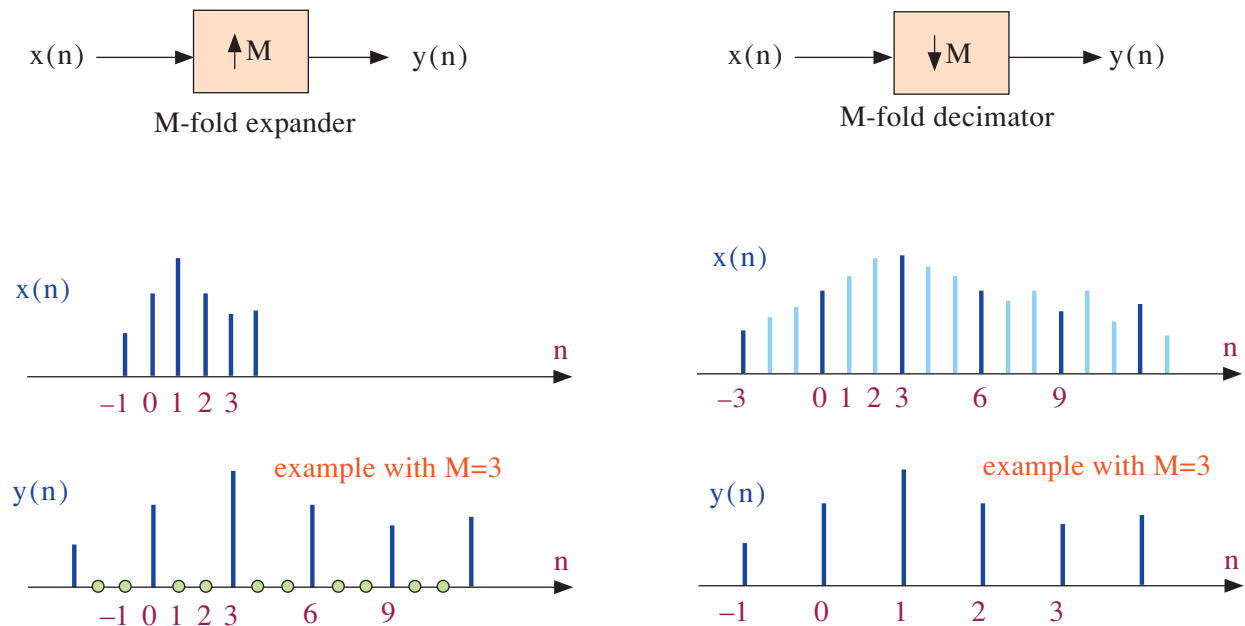 x(n) ↑M y(n)
M-fold expander
x(n) ↓M y(n)
M-fold decimator
x(n)
n
–1 0 1 2 3
example with M=3
y(n)
n
–1 0 1 2 3 6 9
x(n)
n
–3 0 1 2 3 6 9
example with M=3
y(n)
n
–1 0 1 2 3